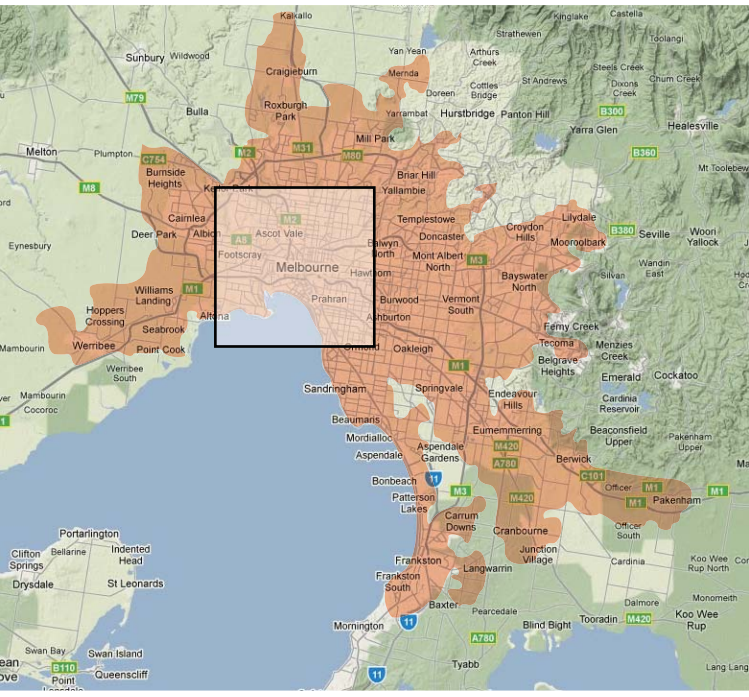 Kalkallo
Kinglake
Castella
Strathewen
Toolangi
Sunbury
Wildwood
Yan Yean
Arthurs
Creek
Steels Creek
Craigieburn
Mernda
St Andrews
Dixons
Creek
Chum Creek
Cottles
Bridge
Doreen
M79
Roxburgh
Park
Bulla
Yarrambat
Hurstbridge
Panton Hill
B300
Healesville
Yarra Glen
Mill Park
Melton
Plumpton
C754
M2
M31
M80
B360
Burnside
Heights
Briar Hill
Mt Toolebew
M8
Keilor Park
Yallambie
Cairnlea
M2
Templestowe
Lilydale
Deer Park
Albion
A8
Ascot Vale
Doncaster
Croydon
Hills
B380
Seville
Woori
Yallock
Eynesbury
Footscray
Balwyn
North
Mont Albert
North
M3
Mooroolbark
Melbourne
Hawthorn
Bayswater
North
Silvan
Wandin
East
Williams
Landing
M1
Prahran
Burwood
Vermont
South
Hoppers
Crossing
Altona
Ashburton
Seabrook
Ferny Creek
Mambourin
Werribee
Point Cook
Ormond
Oakleigh
Tecoma
Menzies
Creek
Werribee
South
M1
Belgrave
Heights
Emerald
Cockatoo
Sandringham
Springvale
Endeavour
Hills
Mambourin
Cocoroc
Cardinia
Reservoir
Beaumaris
Eumemmerring
Beaconsfield
Upper
Pakenham
Upper
Mordialloc
Aspendale
Gardens
M420
Aspendale
A780
Berwick
Bonbeach
11
C101
Officer
M1
M3
M420
M1
Pakenham
M1
Patterson
Lakes
Carrum
Downs
Cranbourne
Officer
South
Portarlington
Clifton
Springs
Bellarine
Indented
Head
Junction
Village
Frankston
Langwarrin
Cardinia
Koo Wee
Rup North
Drysdale
St Leonards
Frankston
South
Baxter
Pearcedale
Dalmore
Monomeith
Mornington
11
Blind Bight
Tooradin
M420
Koo Wee
Rup
A780
Swan Bay
Swan Island
Tyabb
B110
Queenscliff
11
Point
Lang Lang